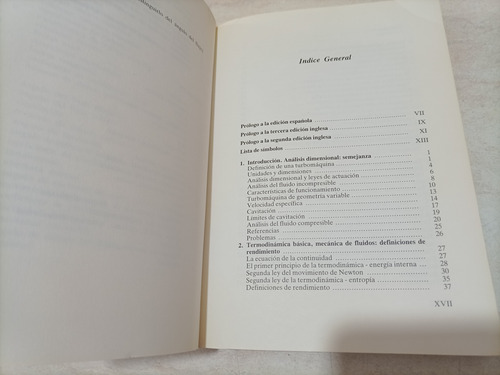 Indice General
Prólogo a la edición española VII
Prólogo a la tercera edición inglesa IX
Prólogo a la segunda edición inglesa XI
Lista de símbolos XIII
1. Introducción. Análisis dimensional: semejanza 1
Definición de una turbomáquina 1
Unidades y dimensiones 4
Análisis dimensional y leyes de actuación 6
Análisis del fluido incompresible 8
Características de funcionamiento 10
Turbomáquina de geometría variable 13
Velocidad específica 14
Cavitación 17
Límites de cavitación 19
Análisis del fluido compresible 20
Referencias 25
Problemas 26
2. Termodinámica básica, mecánica de fluidos: definiciones de
rendimiento 27
La ecuación de la continuidad 27
El primer principio de la termodinámica - energía interna 28
Segunda ley del movimiento de Newton 30
Segunda ley de la termodinámica - entropía 35
Definiciones de rendimiento 37
XVII